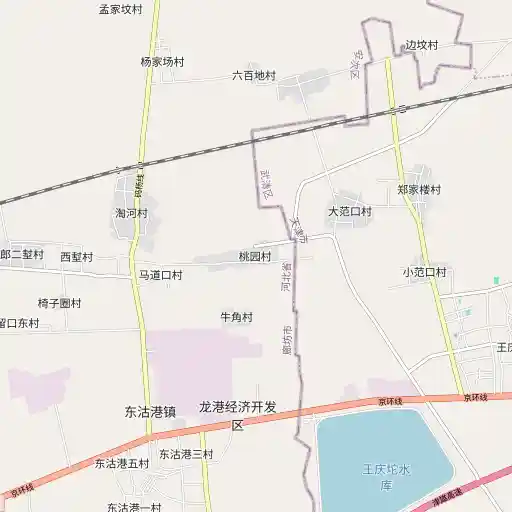 孟家坟村
边坟村
杨家场村
安次区
六百地村
码杨线
武清区
郑家楼村
淘河村
大范口村
天津市
郎二堼村
西堼村
桃园村
马道口村
河北省
小范口村
椅子圈村
牛角村
留口东村
廊坊市
王庆
京环线
京环线
东沽港镇
龙港经济开发
区
东沽港三村
东沽港五村
王庆坨水
库
津石高速
京环线
东沽港一村